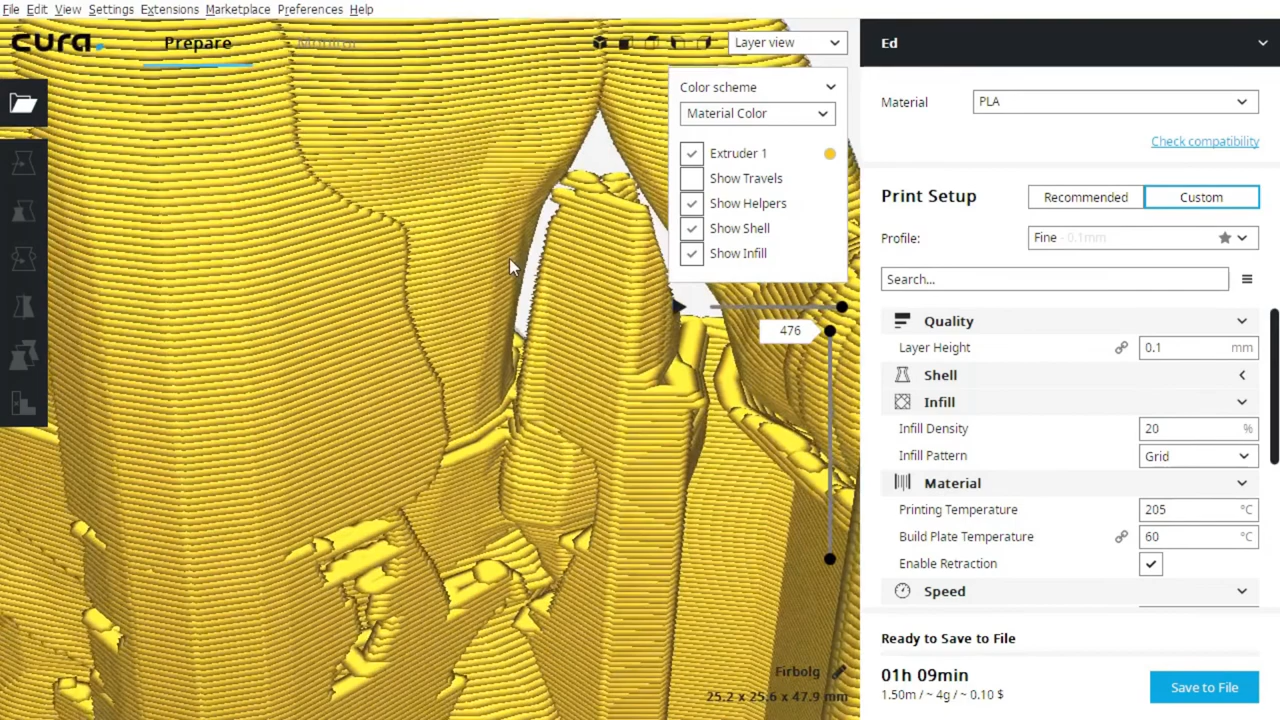 File Edit View Settings Extensions Marketplace Preferences Help
cura.
Prepare
Monitor
Layer view
Ed
Color scheme
Material Color
Extruder 1
Show Travels
Show Helpers
Show Shell
Show Infill
476
Material PLA
Check compatibility
Print Setup Recommended Custom
Profile: Fine - 0.1mm
Search...
Quality
Layer Height 0.1 mm
Shell
Infill
Infill Density 20 %
Infill Pattern Grid
Material
Printing Temperature 205 °C
Build Plate Temperature 60 °C
Enable Retraction
Speed
Firbolg
25.2 x 25.6 x 47.9 mm
Ready to Save to File
01h 09min
1.50m / ~ 4g / ~ 0.10 $
Save to File